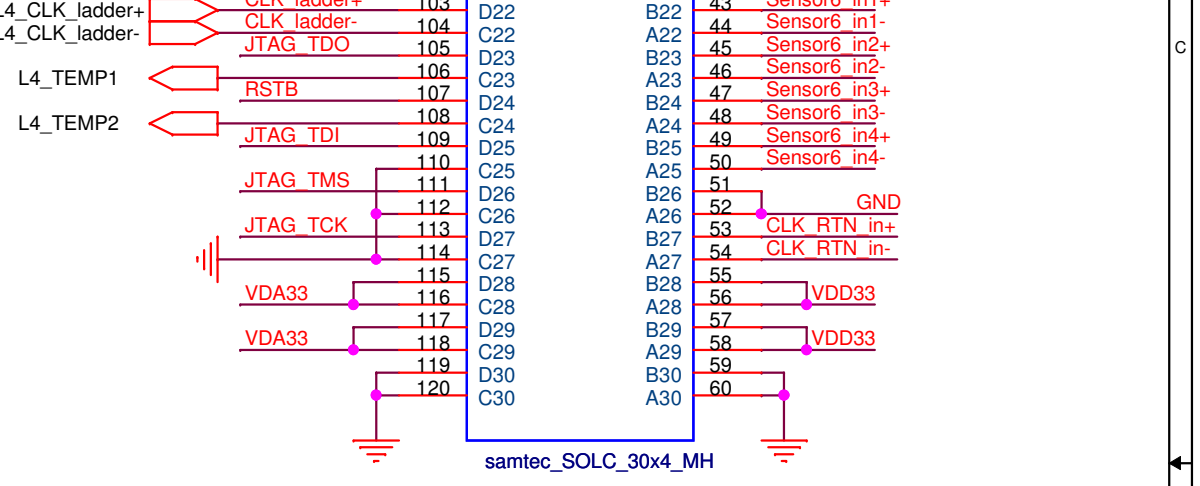 CLK_ladder+ 103 D22 B22 43 Sensor6_in1+
L4_CLK_ladder+
CLK_ladder- 104 C22 A22 44 Sensor6_in1-
L4_CLK_ladder-
JTAG_TDO 105 D23 B23 45 Sensor6_in2+
C
L4_TEMP1 106 C23 A23 46 Sensor6_in2-
RSTB 107 D24 B24 47 Sensor6_in3+
L4_TEMP2 108 C24 A24 48 Sensor6_in3-
JTAG_TDI 109 D25 B25 49 Sensor6_in4+
110 C25 A25 50 Sensor6_in4-
JTAG_TMS 111 D26 B26 51
112 C26 A26 52 GND
JTAG_TCK 113 D27 B27 53 CLK_RTN_in+
114 C27 A27 54 CLK_RTN_in-
115 D28 B28 55
VDA33 116 C28 A28 56 VDD33
117 D29 B29 57
VDA33 118 C29 A29 58 VDD33
119 D30 B30 59
120 C30 A30 60
samtec_SOLC_30x4_MH